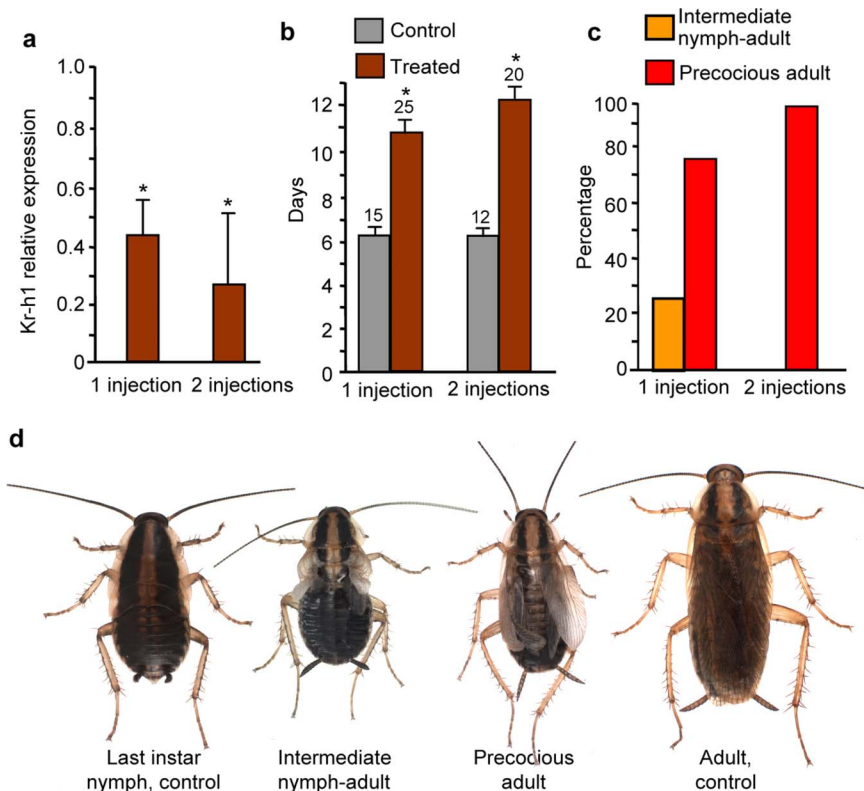 a
1.0
0.8
0.6
0.4
0.2
0
Kr-h1 relative expression
*
*
1 injection
2 injections
b
Control
Treated
12
10
8
6
4
2
0
Days
15
*
25
12
*
20
1 injection
2 injections
c
Intermediate
nymph-adult
Precocious adult
100
80
60
40
20
0
Percentage
1 injection
2 injections
d
Last instar
nymph, control
Intermediate
nymph-adult
Precocious
adult
Adult,
control